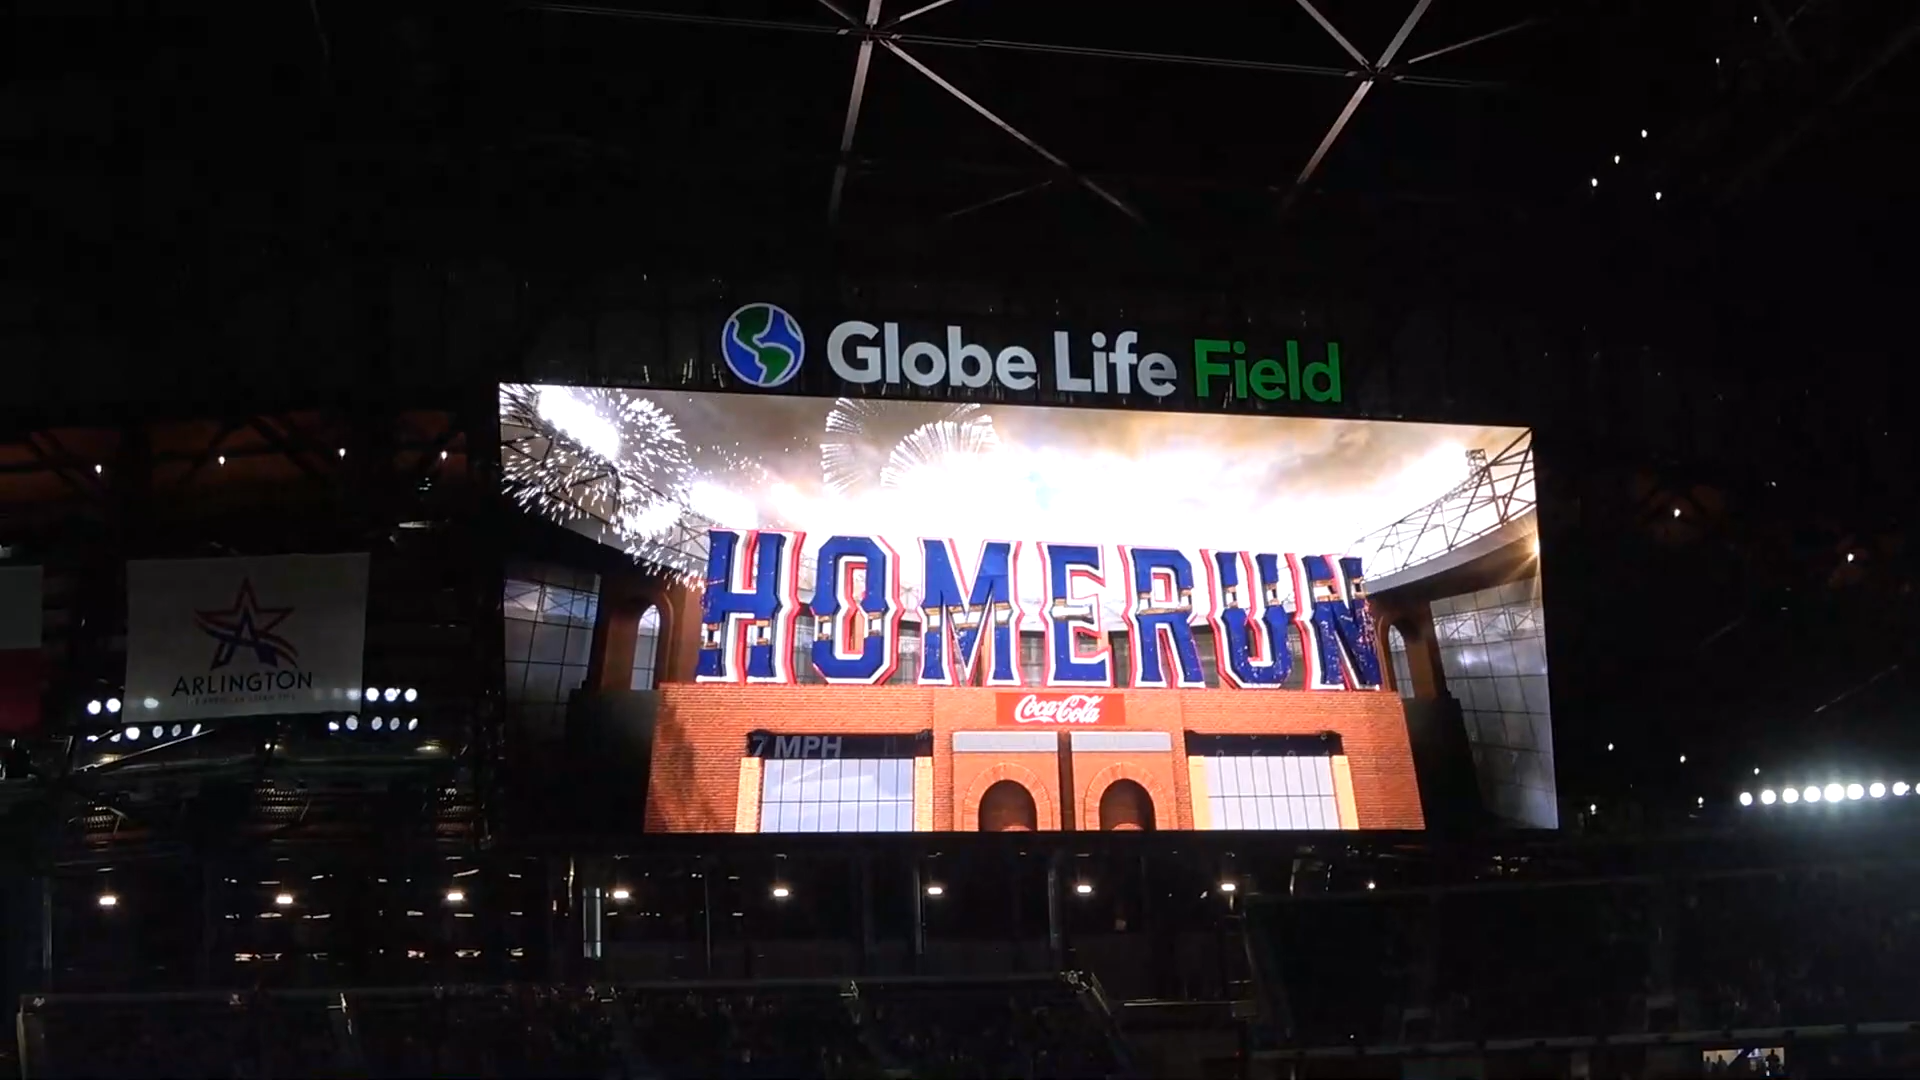 Globe Life Field
HOMERUN
ARLINGTON
Coca-Cola
7 MPH